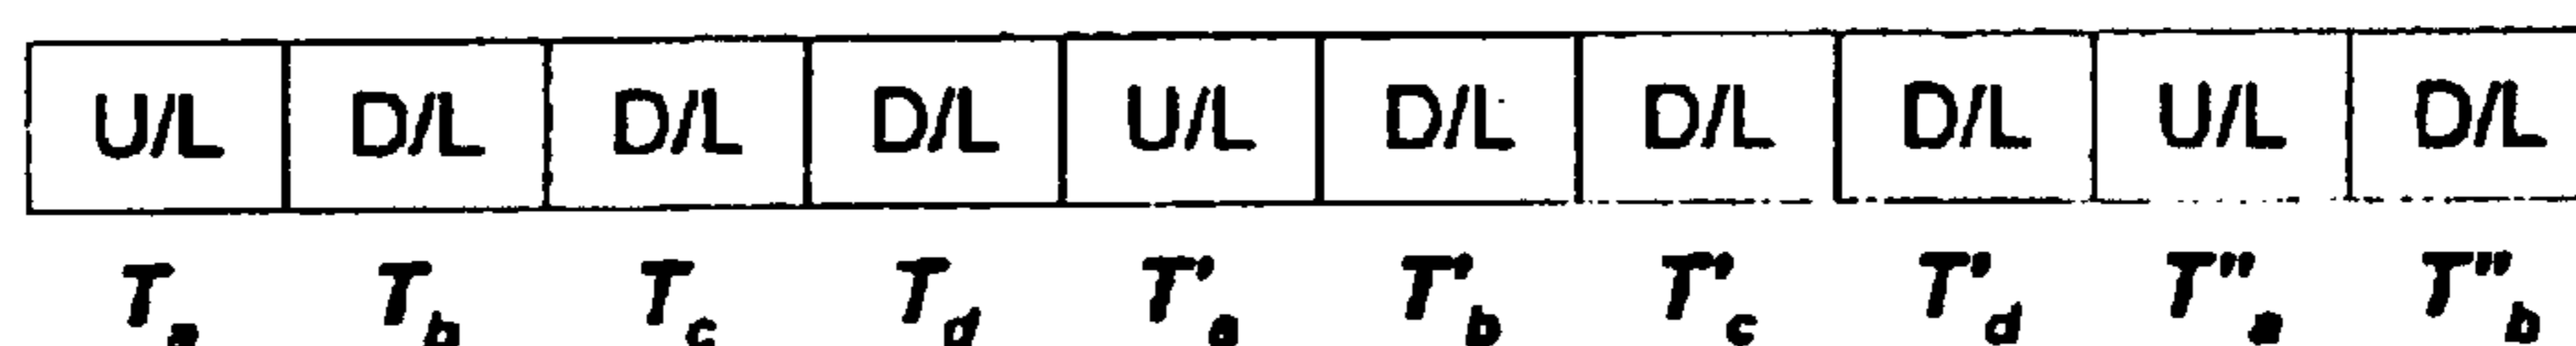 U/L D/L D/L D/L U/L D/L D/L D/L U/L D/L
Ta Tb Tc Td T'a T'b T'c T'd T"a T"b